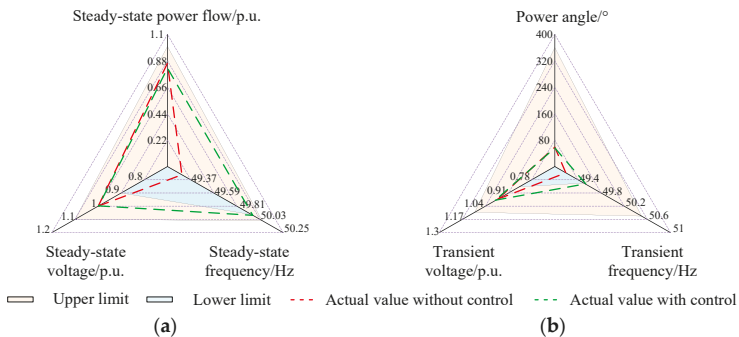 Steady-state power flow/p.u.
1.1
0.88
0.66
0.44
0.22
0.8
0.9
1
1.1
1.2
49.37
49.59
49.81
50.03
50.25
Steady-state
voltage/p.u.
Steady-state
frequency/Hz
Power angle/°
400
320
240
160
80
0.78
0.91
1.04
1.17
1.3
49.4
49.8
50.2
50.6
51
Transient
voltage/p.u.
Transient
frequency/Hz
Upper limit
Lower limit
Actual value without control
Actual value with control
(a)
(b)